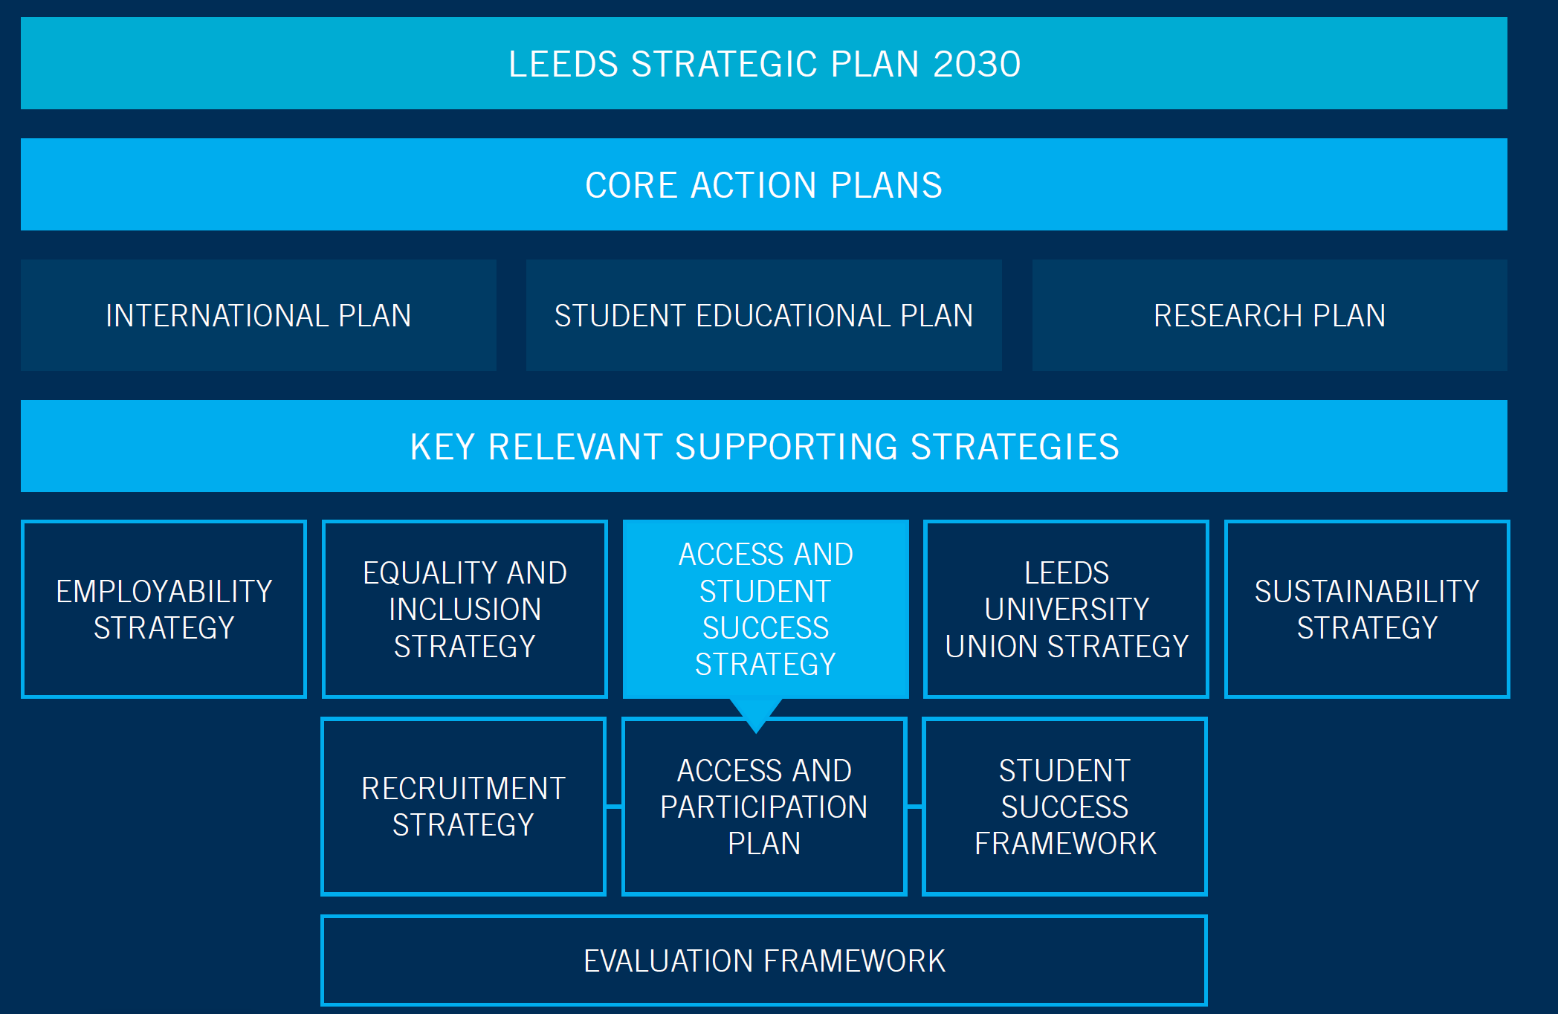 LEEDS STRATEGIC PLAN 2030
CORE ACTION PLANS
INTERNATIONAL PLAN
STUDENT EDUCATIONAL PLAN
RESEARCH PLAN
KEY RELEVANT SUPPORTING STRATEGIES
EMPLOYABILITY
STRATEGY
EQUALITY AND
INCLUSION
STRATEGY
ACCESS AND
STUDENT
SUCCESS
STRATEGY
LEEDS
UNIVERSITY
UNION STRATEGY
SUSTAINABILITY
STRATEGY
RECRUITMENT
STRATEGY
ACCESS AND
PARTICIPATION
PLAN
STUDENT
SUCCESS
FRAMEWORK
EVALUATION FRAMEWORK